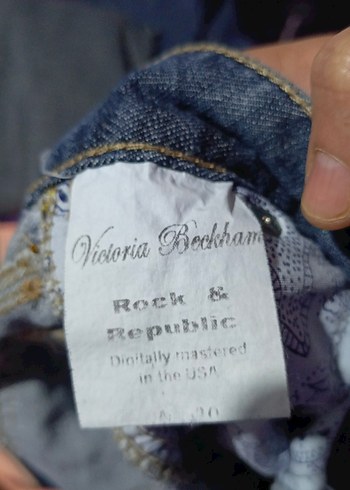 Victoria Beckham
Rock &
Republic
Digitally mastered
in the USA